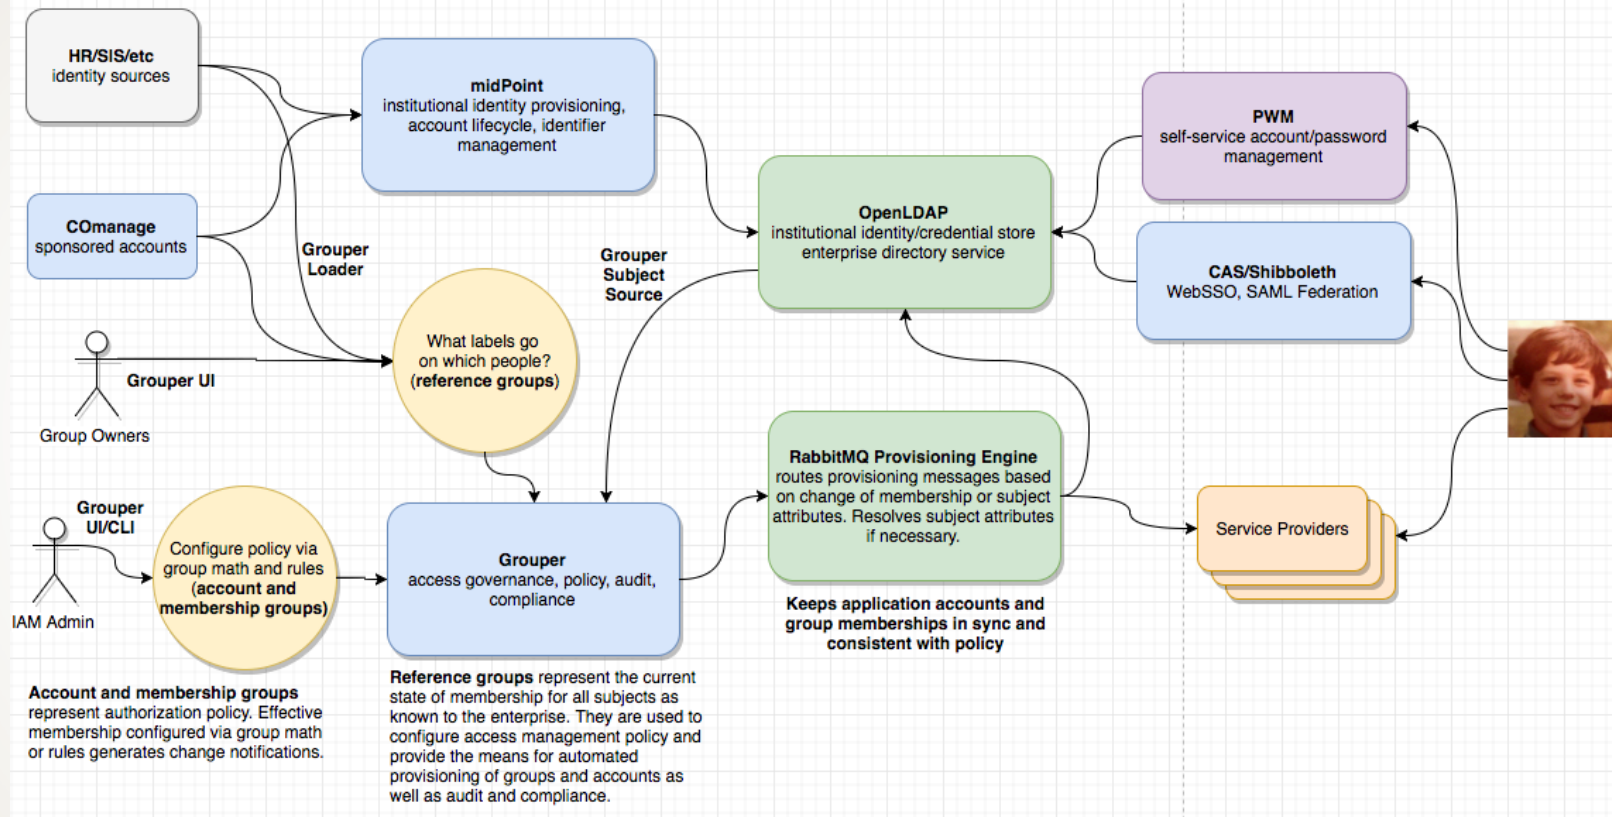 HR/SIS/etc
identity sources
midPoint
institutional identity provisioning,
account lifecycle, identifier
management
PWM
self-service account/password
management
COmanage
sponsored accounts
OpenLDAP
institutional identity/credential store
enterprise directory service
Grouper
Loader
Grouper
Subject
Source
CAS/Shibboleth
WebSSO, SAML Federation
What labels go
on which people?
(reference groups)
Grouper UI
Group Owners
RabbitMQ Provisioning Engine
routes provisioning messages based
on change of membership or subject
attributes. Resolves subject attributes
if necessary.
Grouper
UI/CLI
IAM Admin
Configure policy via
group math and rules
(account and
membership groups)
Grouper
access governance, policy, audit,
compliance
Service Providers
Keeps application accounts and
group memberships in sync and
consistent with policy
Account and membership groups
represent authorization policy. Effective
membership configured via group math
or rules generates change notifications.
Reference groups represent the current
state of membership for all subjects as
known to the enterprise. They are used to
configure access management policy and
provide the means for automated
provisioning of groups and accounts as
well as audit and compliance.